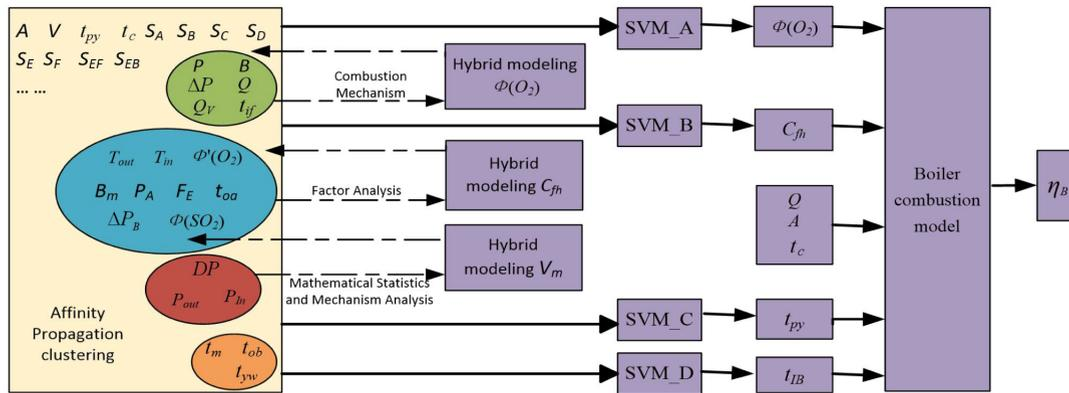 A V t_py t_c S_A S_B S_C S_D
S_E S_F S_EF S_EB
... ...
P B
ΔP Q
Q_V t_if
T_out T_in Φ'(O₂)
B_m P_A F_E t_oa
ΔP_B Φ(SO₂)
DP
P_out P_In
t_m t_ob
t_yw
Affinity
Propagation
clustering
Combustion
Mechanism
Factor Analysis
Mathematical Statistics
and Mechanism Analysis
Hybrid modeling
Φ(O₂)
Hybrid
modeling C_fh
Hybrid
modeling V_m
SVM_A
SVM_B
SVM_C
SVM_D
Φ(O₂)
C_fh
Q
A
t_c
t_py
t_IB
Boiler
combustion
model
η_B